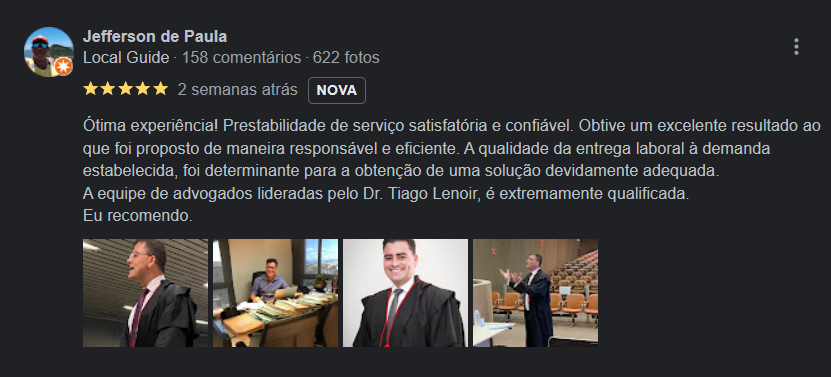 Jefferson de Paula
Local Guide · 158 comentários · 622 fotos
2 semanas atrás NOVA
Ótima experiência! Prestabilidade de serviço satisfatória e confiável. Obtive um excelente resultado ao
que foi proposto de maneira responsável e eficiente. A qualidade da entrega laboral à demanda
estabelecida, foi determinante para a obtenção de uma solução devidamente adequada.
A equipe de advogados lideradas pelo Dr. Tiago Lenoir, é extremamente qualificada.
Eu recomendo.